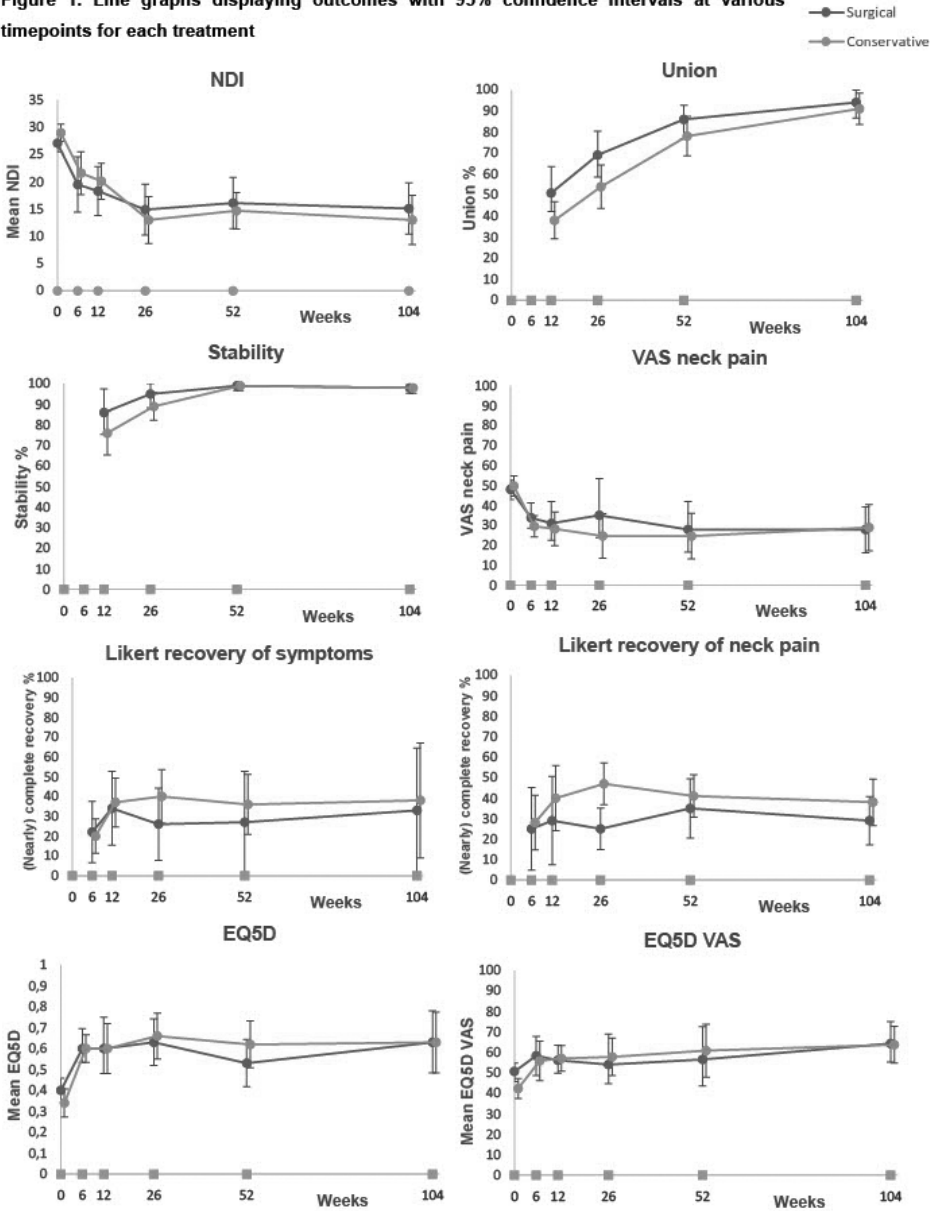 Figure 1. Line graphs displaying outcomes with 95% confidence intervals at various
timepoints for each treatment
Surgical
Conservative
NDI
Mean NDI
35
30
25
20
15
10
5
0
0 6 12 26 52 104
Weeks
Union
Union %
100
90
80
70
60
50
40
30
20
10
0
0 6 12 26 52 104
Weeks
Stability
Stability %
100
90
80
70
60
50
40
30
20
10
0
0 6 12 26 52 104
Weeks
VAS neck pain
VAS neck pain
100
90
80
70
60
50
40
30
20
10
0
0 6 12 26 52 104
Weeks
Likert recovery of symptoms
(Nearly) complete recovery %
100
90
80
70
60
50
40
30
20
10
0
0 6 12 26 52 104
Weeks
Likert recovery of neck pain
(Nearly) complete recovery %
100
90
80
70
60
50
40
30
20
10
0
0 6 12 26 52 104
Weeks
EQ5D
Mean EQ5D
1
0,9
0,8
0,7
0,6
0,5
0,4
0,3
0,2
0,1
0
0 6 12 26 52 104
Weeks
EQ5D VAS
Mean EQ5D VAS
100
90
80
70
60
50
40
30
20
10
0
0 6 12 26 52 104
Weeks